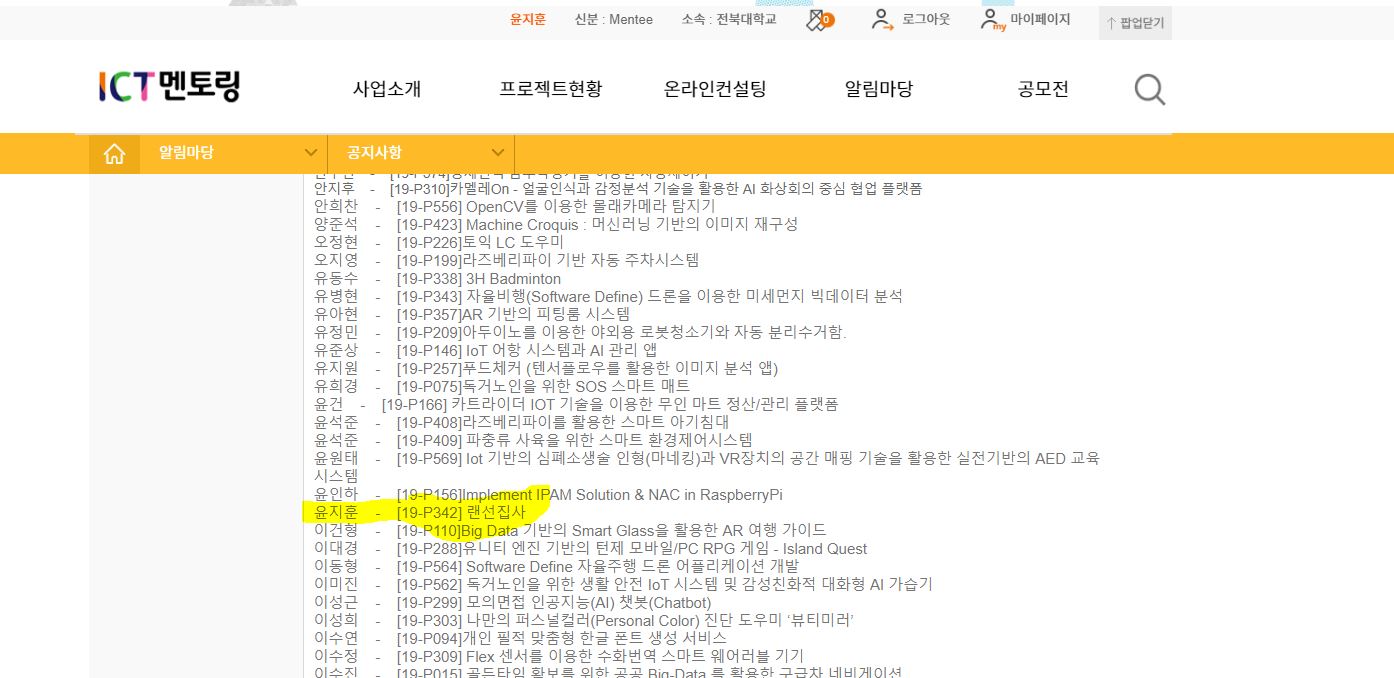 윤지훈 신분 : Mentee 소속 : 전북대학교 0 로그아웃 my 마이페이지 ↑ 팝업닫기
ICT멘토링 사업소개 프로젝트현황 온라인컨설팅 알림마당 공모전
알림마당 공지사항
안지후 - [19-P310]카멜레On - 얼굴인식과 감정분석 기술을 활용한 AI 화상회의 중심 협업 플랫폼
안희찬 - [19-P556] OpenCV를 이용한 몰래카메라 탐지기
양준석 - [19-P423] Machine Croquis : 머신러닝 기반의 이미지 재구성
오정현 - [19-P226]토익 LC 도우미
오지영 - [19-P199]라즈베리파이 기반 자동 주차시스템
유동수 - [19-P338] 3H Badminton
유병현 - [19-P343] 자율비행(Software Define) 드론을 이용한 미세먼지 빅데이터 분석
유아현 - [19-P357]AR 기반의 피팅룸 시스템
유정민 - [19-P209]아두이노를 이용한 야외용 로봇청소기와 자동 분리수거함.
유준상 - [19-P146] IoT 어항 시스템과 AI 관리 앱
유지원 - [19-P257]푸드체커 (텐서플로우를 활용한 이미지 분석 앱)
유희경 - [19-P075]독거노인을 위한 SOS 스마트 매트
윤건 - [19-P166] 카트라이더 IOT 기술을 이용한 무인 마트 정산/관리 플랫폼
윤석준 - [19-P408]라즈베리파이를 활용한 스마트 아기침대
윤석준 - [19-P409] 파충류 사육을 위한 스마트 환경제어시스템
윤원태 - [19-P569] Iot 기반의 심폐소생술 인형(마네킹)과 VR장치의 공간 매핑 기술을 활용한 실전기반의 AED 교육
시스템
윤인하 - [19-P156]Implement IPAM Solution & NAC in RaspberryPi
윤지훈 - [19-P342] 랜선집사
이건형 - [19-P110]Big Data 기반의 Smart Glass을 활용한 AR 여행 가이드
이대경 - [19-P288]유니티 엔진 기반의 턴제 모바일/PC RPG 게임 - Island Quest
이동형 - [19-P564] Software Define 자율주행 드론 어플리케이션 개발
이미진 - [19-P562] 독거노인을 위한 생활 안전 IoT 시스템 및 감성친화적 대화형 AI 가습기
이성근 - [19-P299] 모의면접 인공지능(AI) 챗봇(Chatbot)
이성희 - [19-P303] 나만의 퍼스널컬러(Personal Color) 진단 도우미 ‘뷰티미러’
이수연 - [19-P094]개인 필적 맞춤형 한글 폰트 생성 서비스
이수정 - [19-P309] Flex 센서를 이용한 수화번역 스마트 웨어러블 기기
이수진 - [19-P015] 골든타임 확보를 위한 공공 Big-Data 를 활용한 구급차 네비게이션